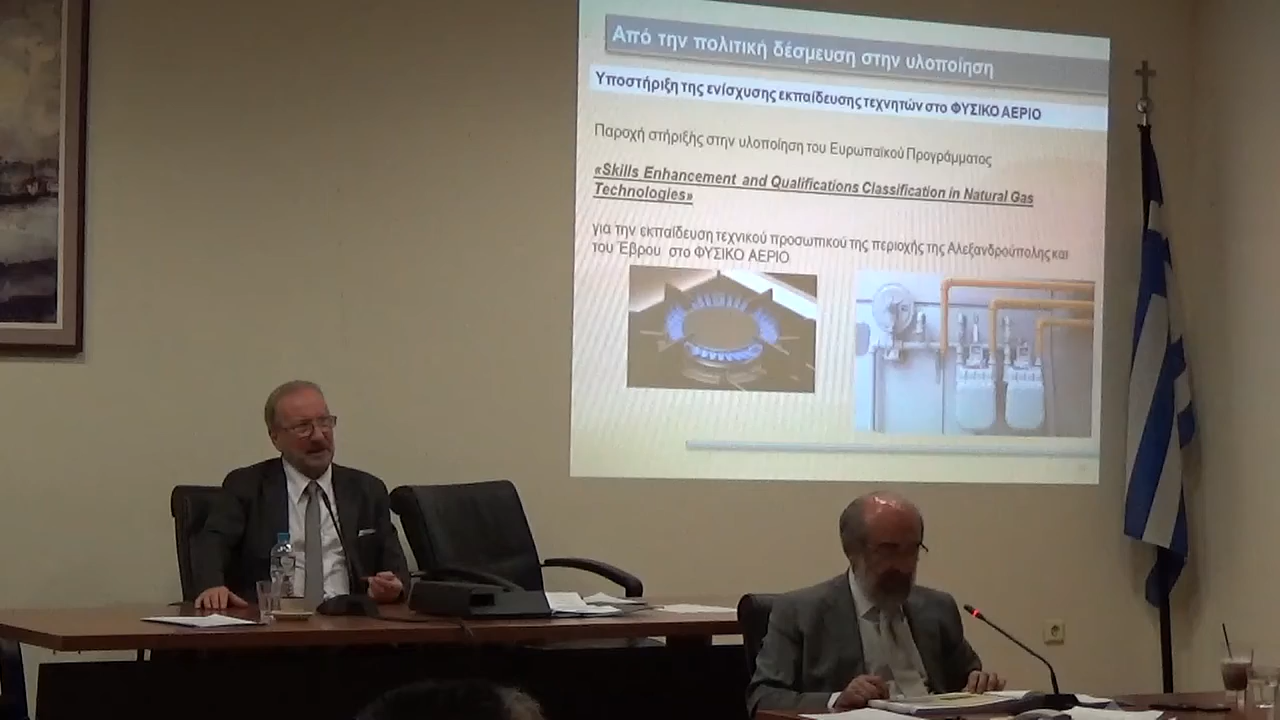 Από την πολιτική δέσμευση στην υλοποίηση
Υποστήριξη της ενίσχυσης εκπαίδευσης τεχνητών στο ΦΥΣΙΚΟ ΑΕΡΙΟ
Παροχή στήριξής στην υλοποίηση του Ευρωπαϊκού Προγράμματος
«Skills Enhancement and Qualifications Classification in Natural Gas
Technologies»
για την εκπαίδευση τεχνικού προσωπικού της περιοχής της Αλεξανδρούπολης και
του Έβρου στο ΦΥΣΙΚΟ ΑΕΡΙΟ